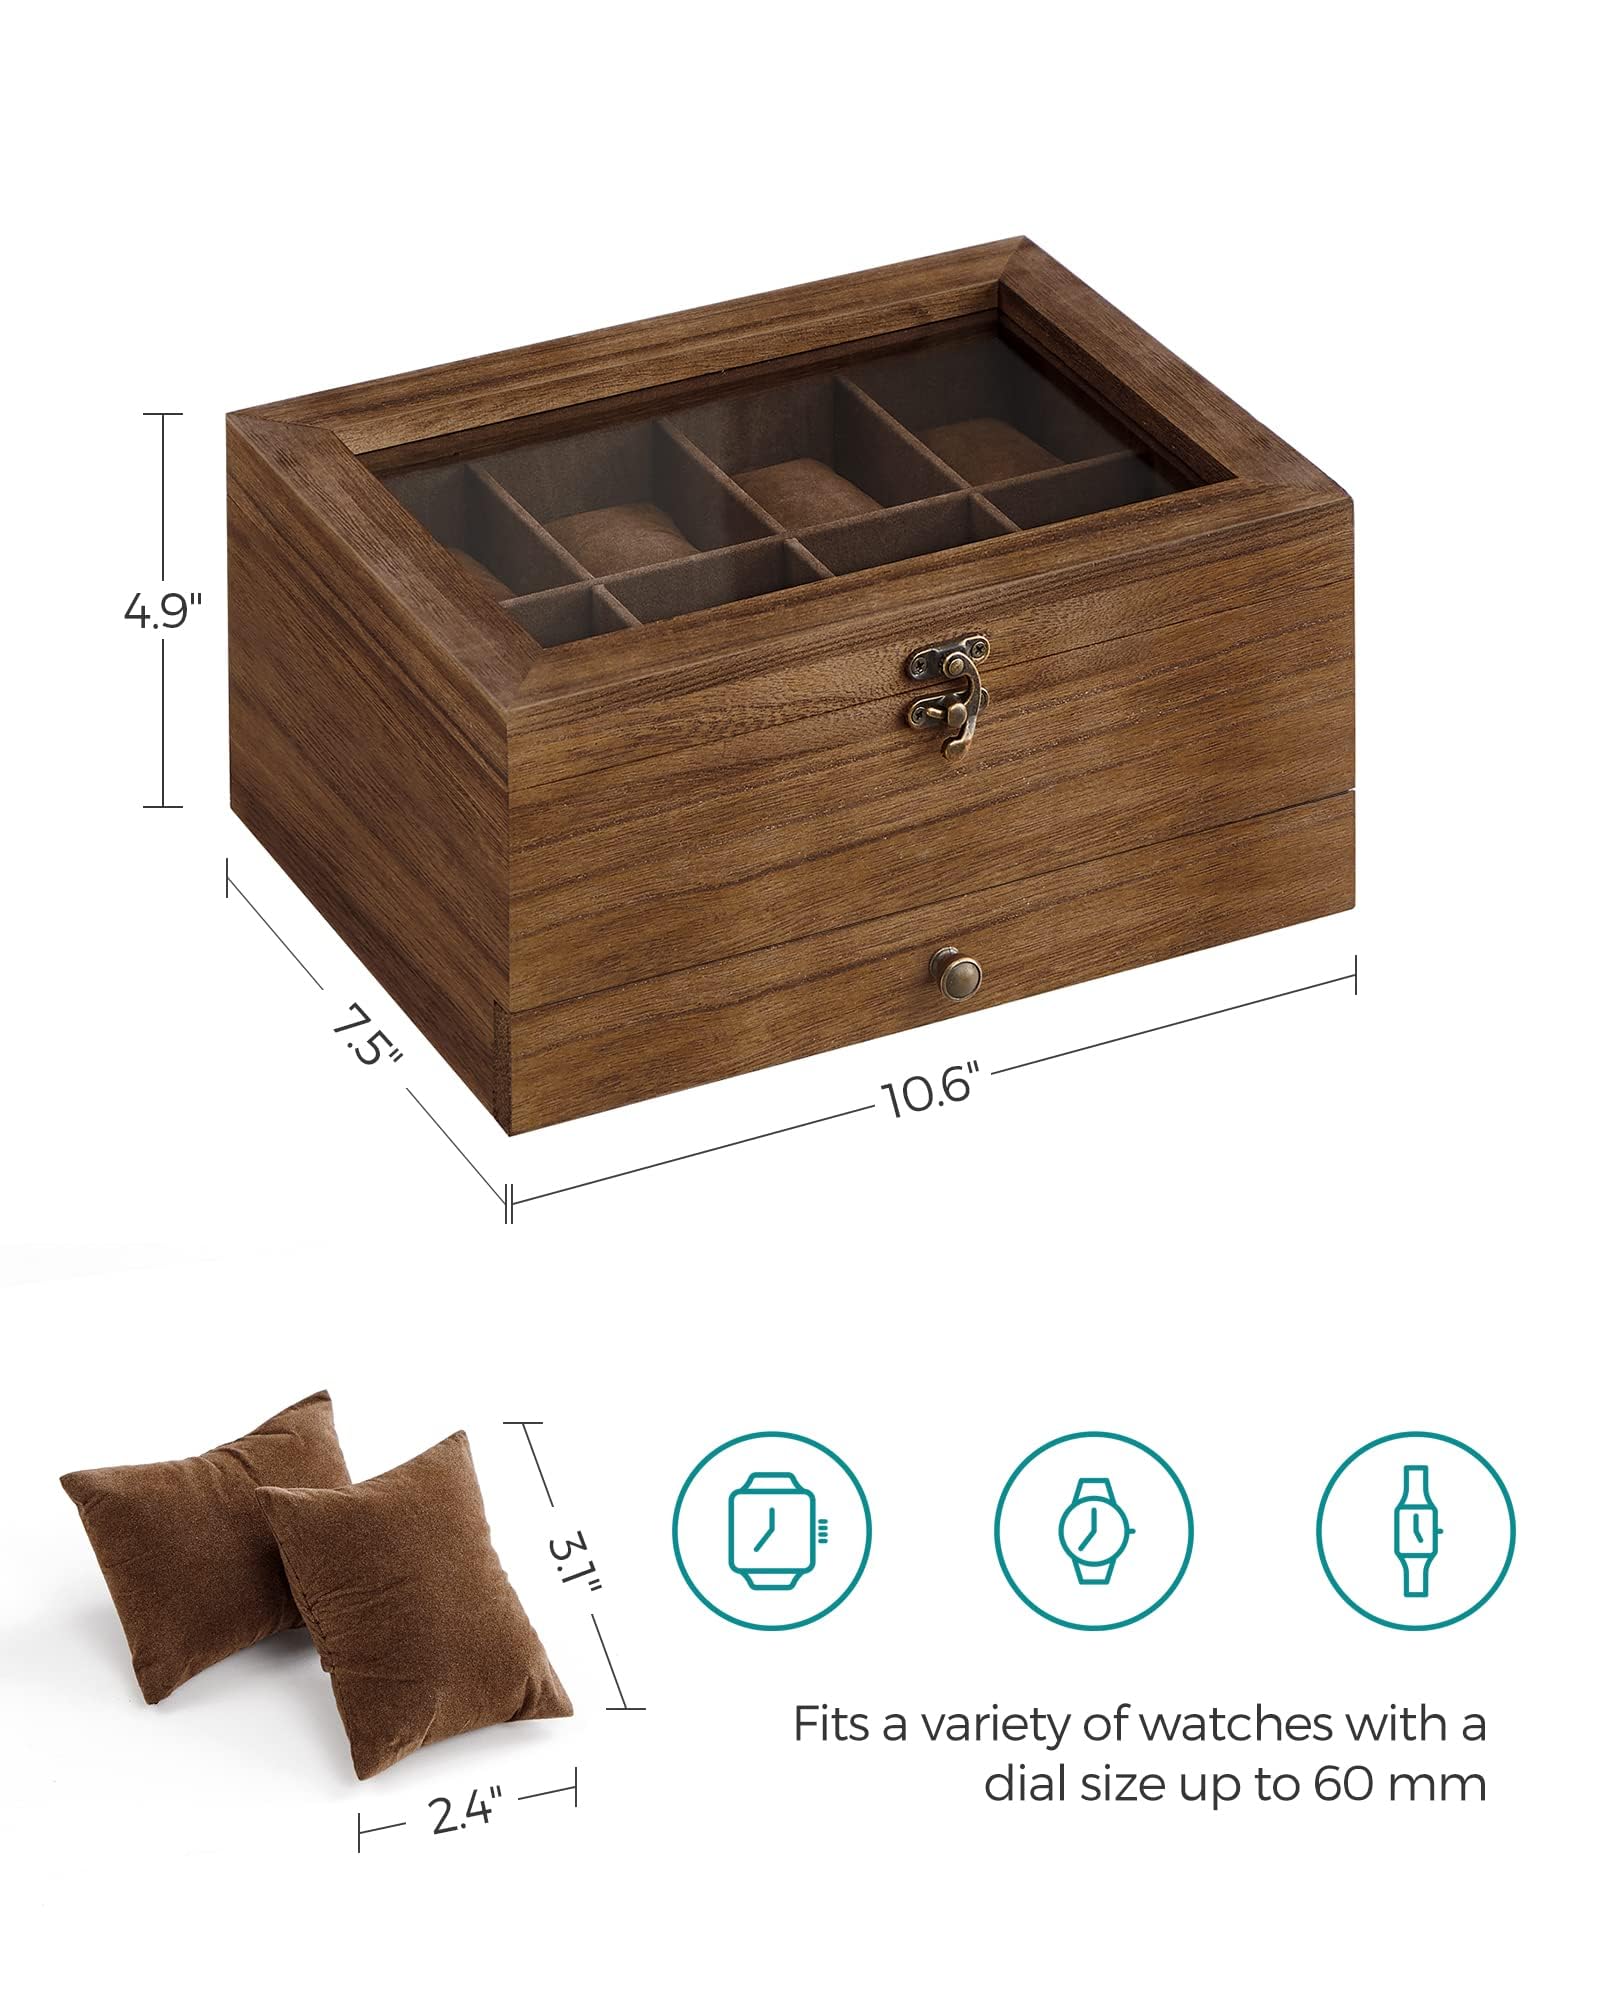 4.9"
7.5"
10.6"
3.1"
2.4"
Fits a variety of watches with a
dial size up to 60 mm